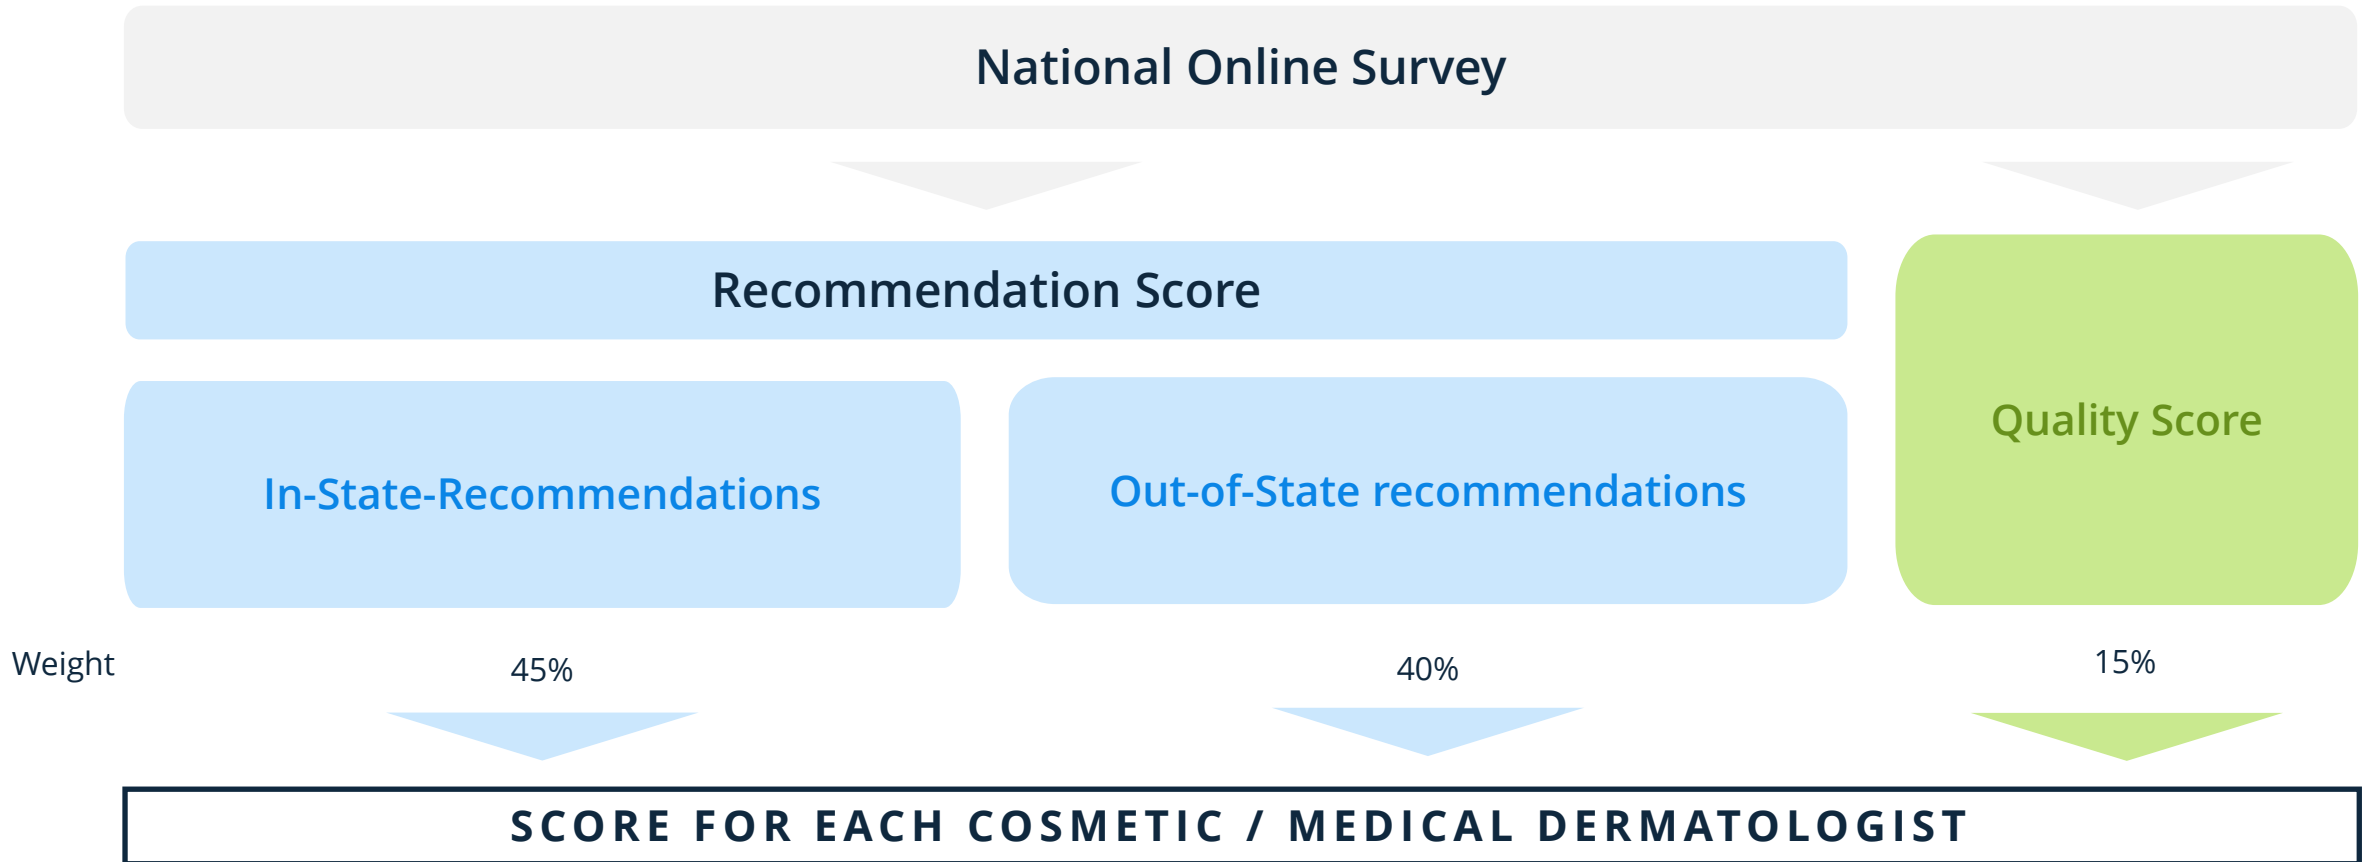 National Online Survey
Recommendation Score
Quality Score
In-State-Recommendations
Out-of-State recommendations
Weight
45%
40%
15%
SCORE FOR EACH COSMETIC / MEDICAL DERMATOLOGIST